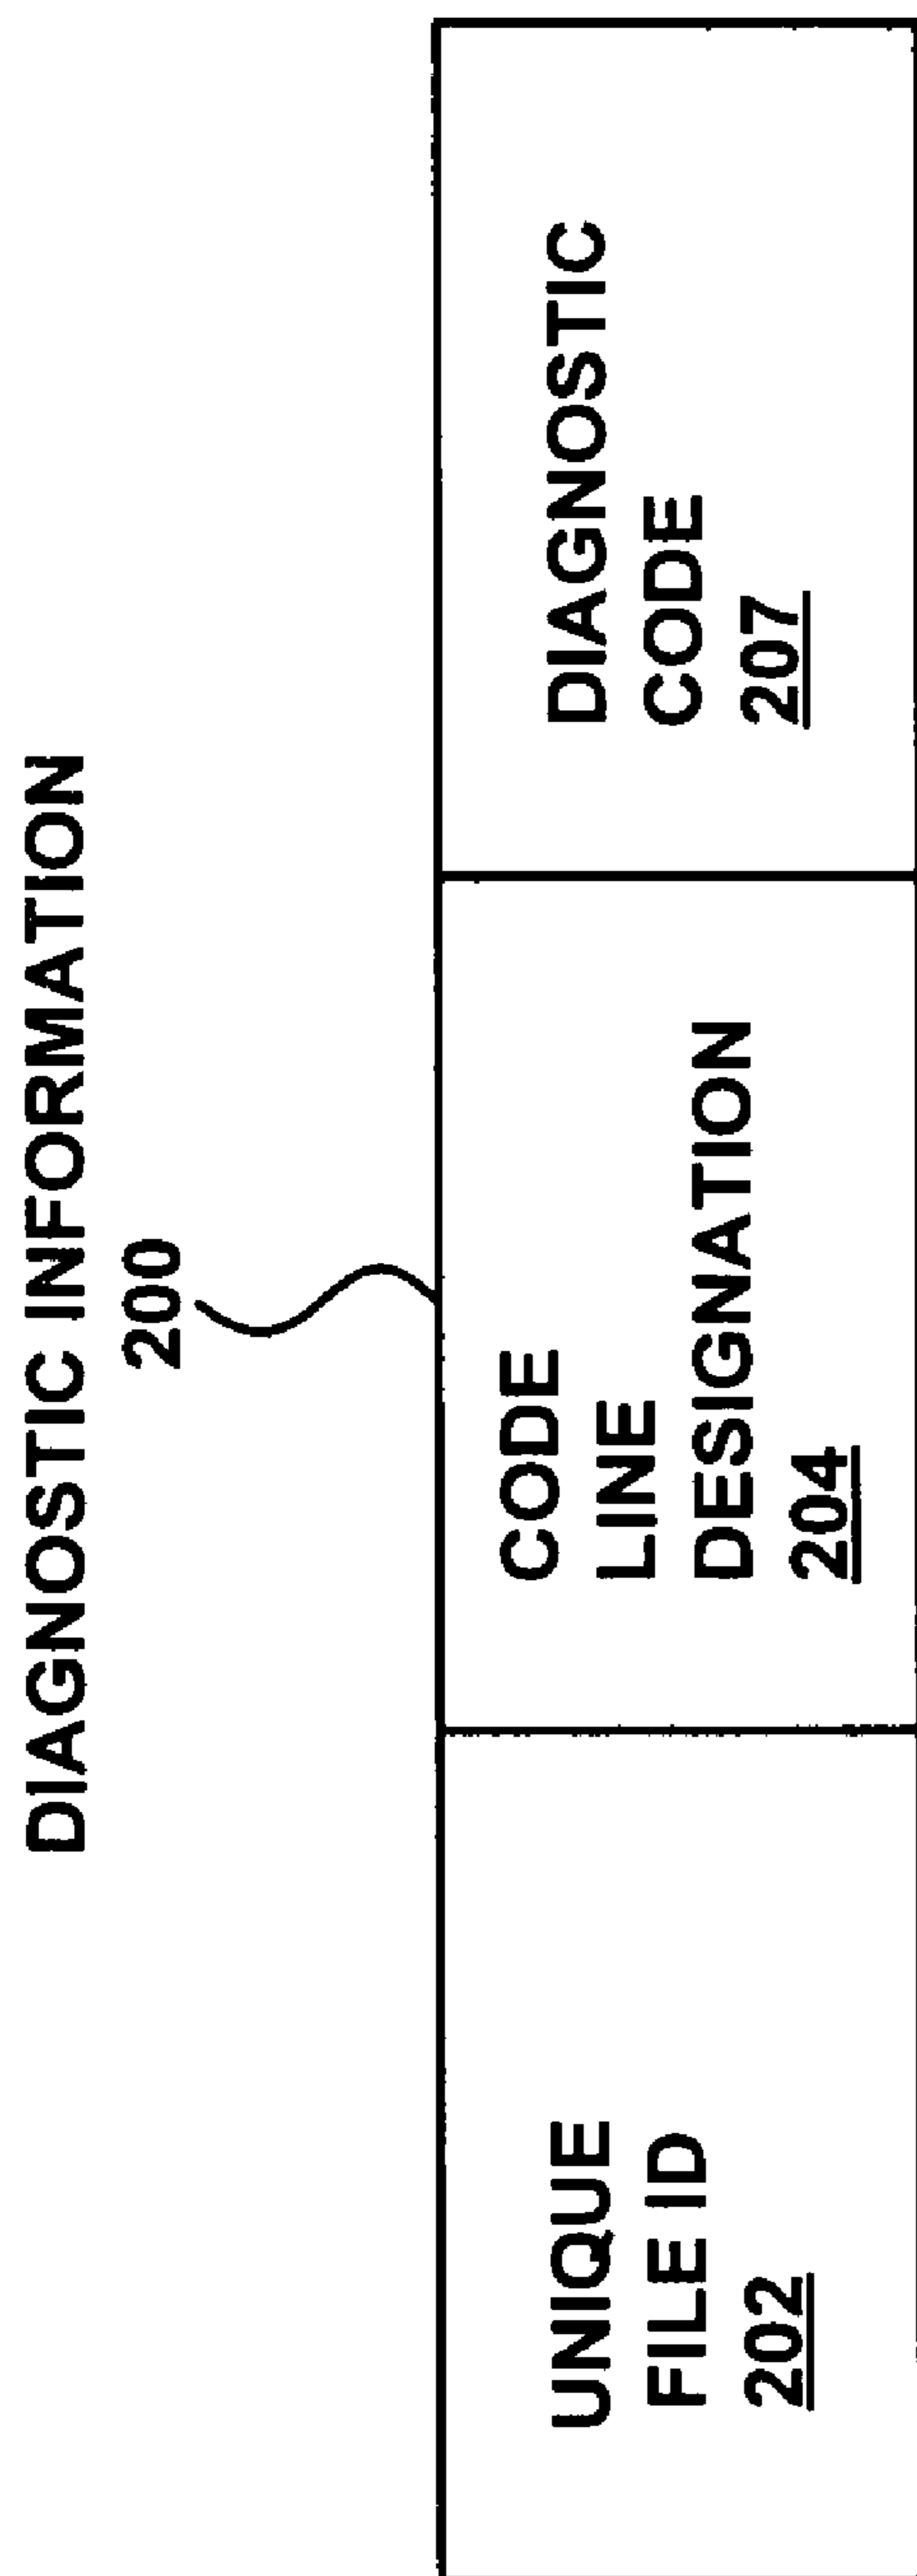 DIAGNOSTIC INFORMATION
200
UNIQUE
FILE ID
202
CODE
LINE
DESIGNATION
204
DIAGNOSTIC
CODE
207